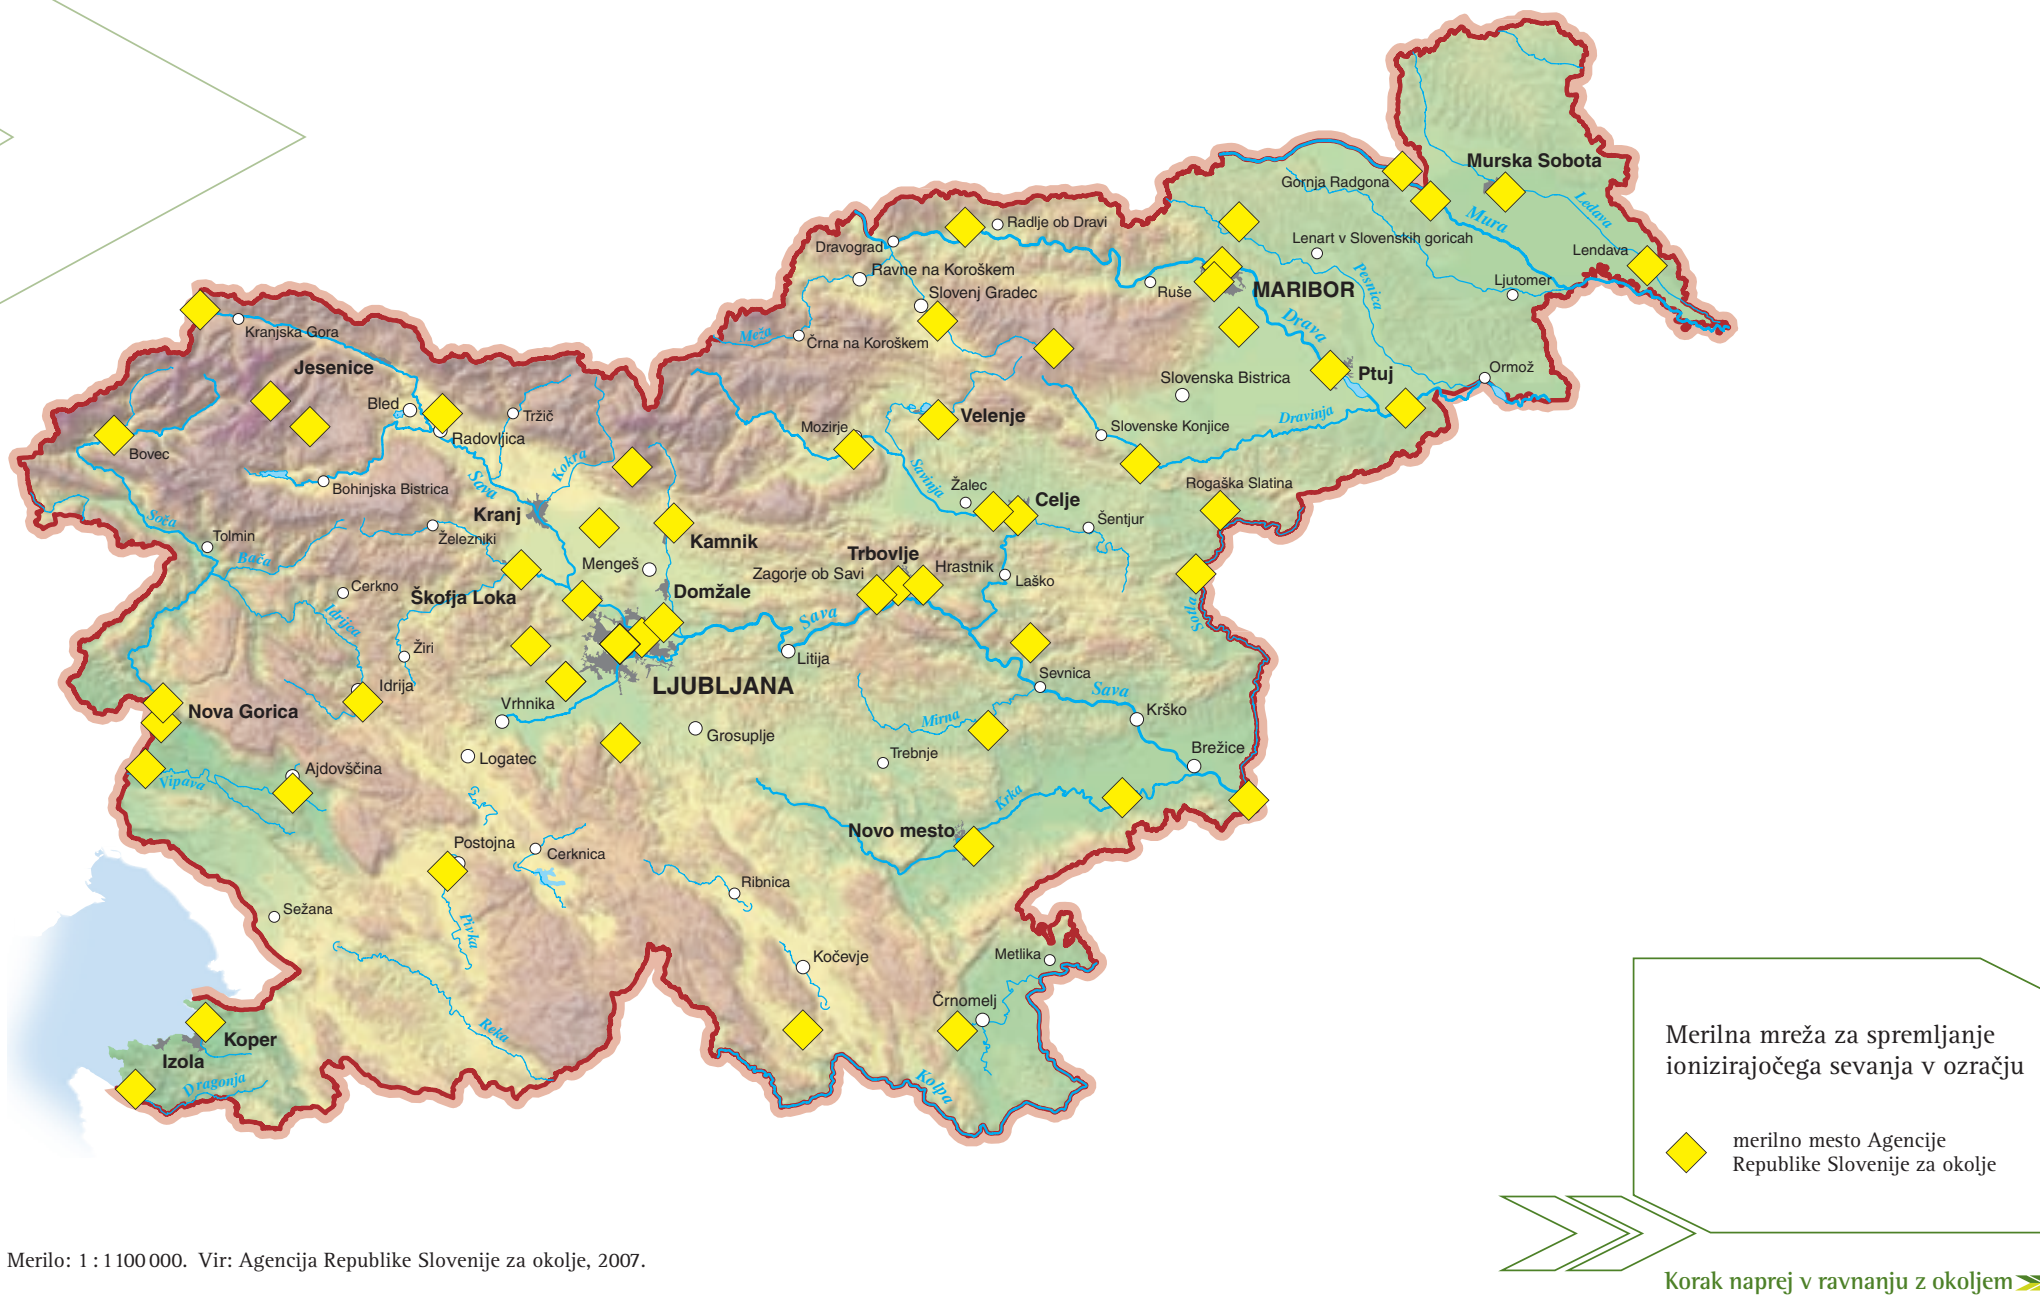 Murska Sobota
Gornja Radgona
Mura
Ledava
Radlje ob Dravi
Dravograd
Lenart v Slovenskih goricah
Lendava
Ravne na Koroškem
Pesnica
Ljutomer
Slovenj Gradec
Ruše
MARIBOR
Kranjska Gora
Meža
Črna na Koroškem
Drava
Jesenice
Ptuj
Ormož
Slovenska Bistrica
Bled
Tržič
Velenje
Dravinja
Radovljica
Mozirje
Slovenske Konjice
Bovec
Kokra
Savinja
Sava
Bohinjska Bistrica
Žalec
Rogaška Slatina
Celje
Kranj
Soča
Šentjur
Tolmin
Železniki
Kamnik
Bača
Mengeš
Trbovlje
Hrastnik
Zagorje ob Savi
Laško
Cerkno
Škofja Loka
Domžale
Idrijca
Sava
Sotla
Žiri
Litija
Sevnica
Idrija
LJUBLJANA
Sava
Vrhnika
Nova Gorica
Mirna
Krško
Grosuplje
Brežice
Logatec
Trebnje
Ajdovščina
Vipava
Krka
Novo mesto
Postojna
Cerknica
Ribnica
Sežana
Pivka
Kočevje
Metlika
Črnomelj
Reka
Koper
Izola
Dragonja
Kolpa
Merilna mreža za spremljanje
ionizirajočega sevanja v ozračju
merilno mesto Agencije
Republike Slovenije za okolje
Merilo: 1 : 1 100 000. Vir: Agencija Republike Slovenije za okolje, 2007.
Korak naprej v ravnanju z okoljem